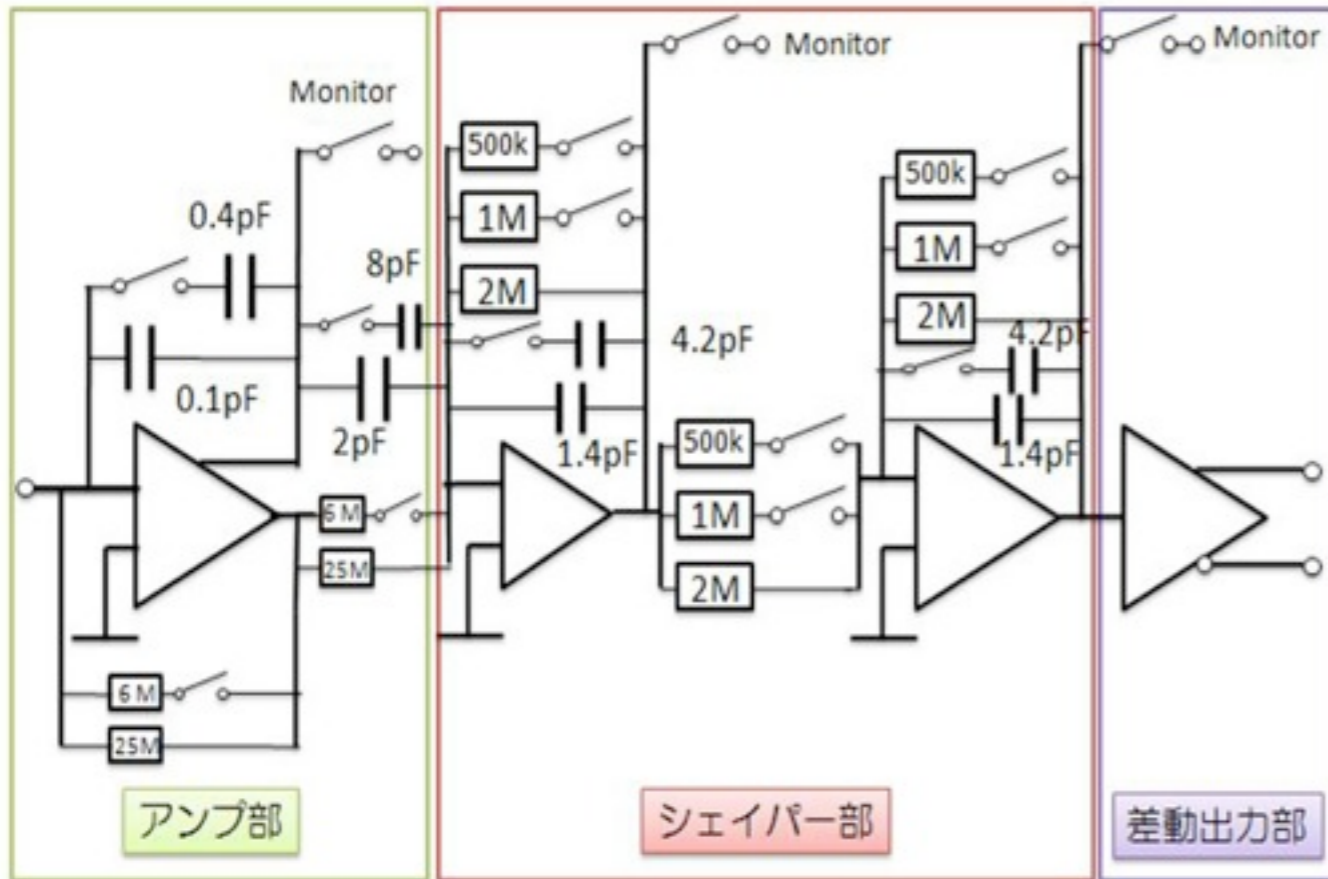 Monitor
0.4pF
0.1pF
8pF
2pF
6 M
25M
6 M
25M
アンプ部
Monitor
500k
1M
2M
4.2pF
1.4pF
500k
1M
2M
500k
1M
2M
4.2pF
1.4pF
シェイパー部
Monitor
差動出力部